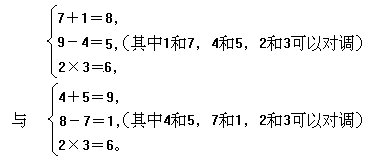 7+1=8，
9-4=5，（其中1和7，4和5，2和3可以对调）
2×3=6，
与
4+5=9，
8-7=1，（其中4和5，7和1，2和3可对调）
2×3=6。